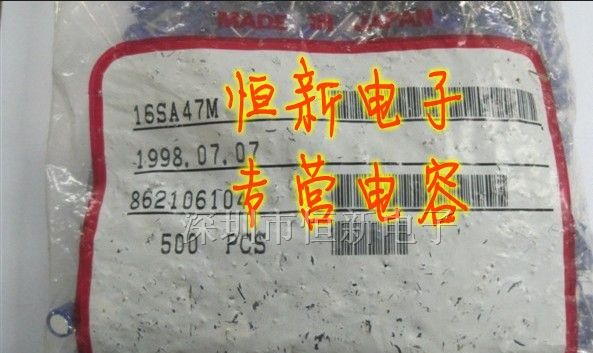 MADE IN JAPAN
16SA47M
恒新电子
1998.07.07
专营电容
862106104
深圳市恒新电子
500 PCS